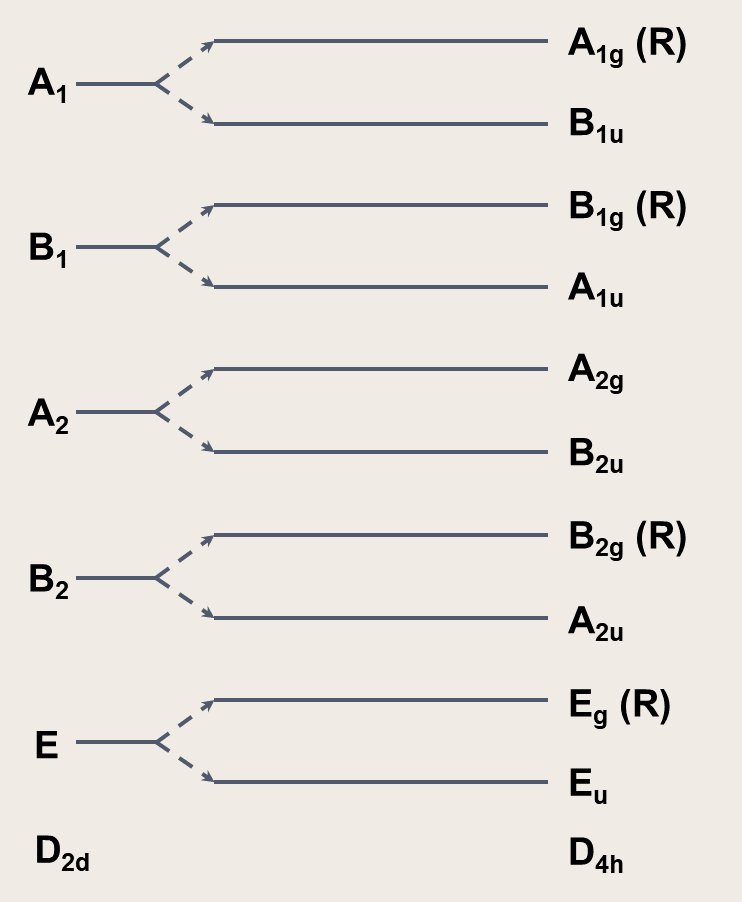 A₁ A₁g (R)
B₁u
B₁ B₁g (R)
A₁u
A₂ A₂g
B₂u
B₂ B₂g (R)
A₂u
E Eg (R)
Eu
D₂d D₄h